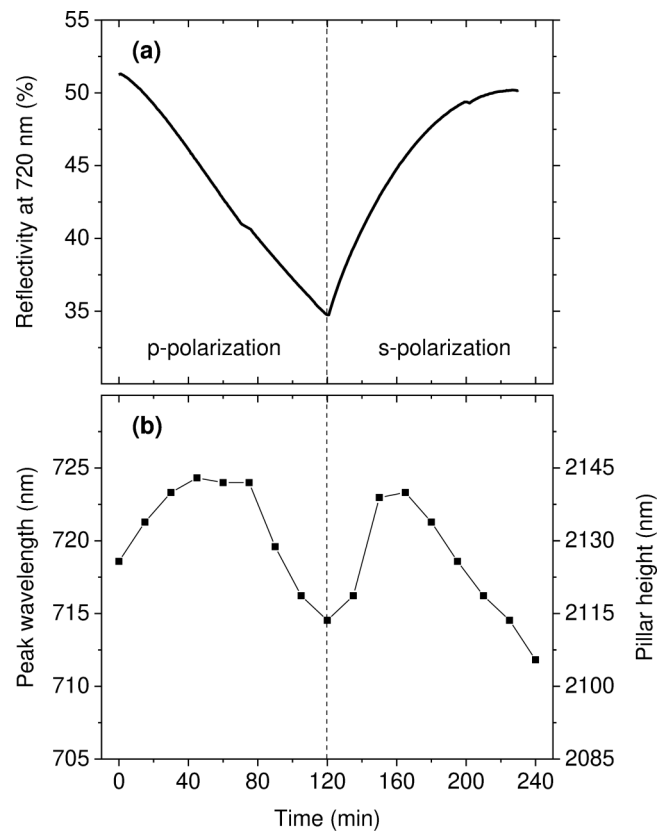 55
(a)
50
45
40
35
Reflectivity at 720 nm (%)
p-polarization s-polarization
(b)
725 2145
720 2130
715 2115
710 2100
705 2085
Peak wavelength (nm)
Pillar height (nm)
0 40 80 120 160 200 240
Time (min)